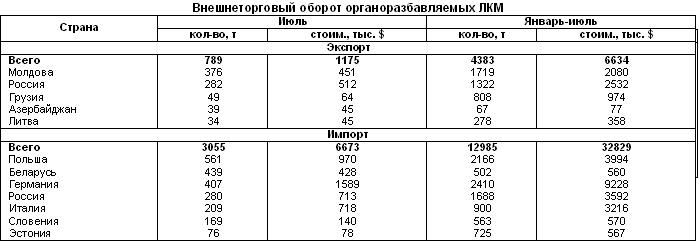 Внешнеторговый оборот органоразбавляемых ЛКМ
Страна Июль Январь-июль
кол-во, т стоим., тыс. $ кол-во, т стоим., тыс. $
Экспорт
Всего 789 1175 4383 6634
Молдова 376 451 1719 2080
Россия 282 512 1322 2532
Грузия 49 64 808 974
Азербайджан 39 45 67 77
Литва 34 45 278 358
Импорт
Всего 3055 6673 12985 32829
Польша 561 970 2166 3994
Беларусь 439 428 502 560
Германия 407 1589 2410 9228
Россия 280 713 1688 3592
Италия 209 718 900 3216
Словения 169 140 563 570
Эстония 76 78 725 567